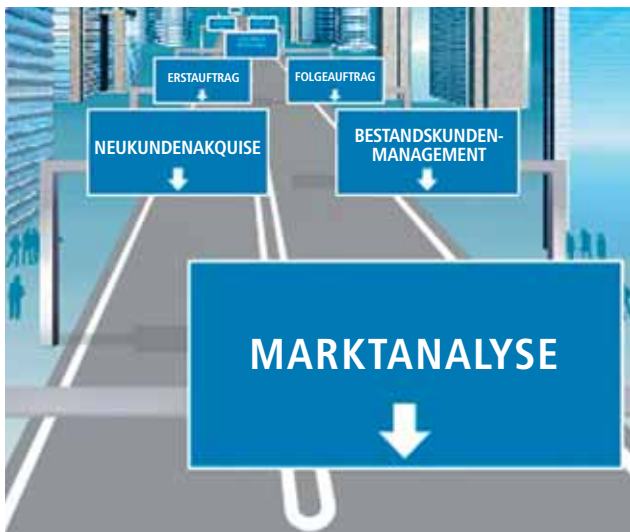 ERSTAUFTRAG
FOLGEAUFTRAG
NEUKUNDENAKQUISE
BESTANDSKUNDEN-
MANAGEMENT
MARKTANALYSE